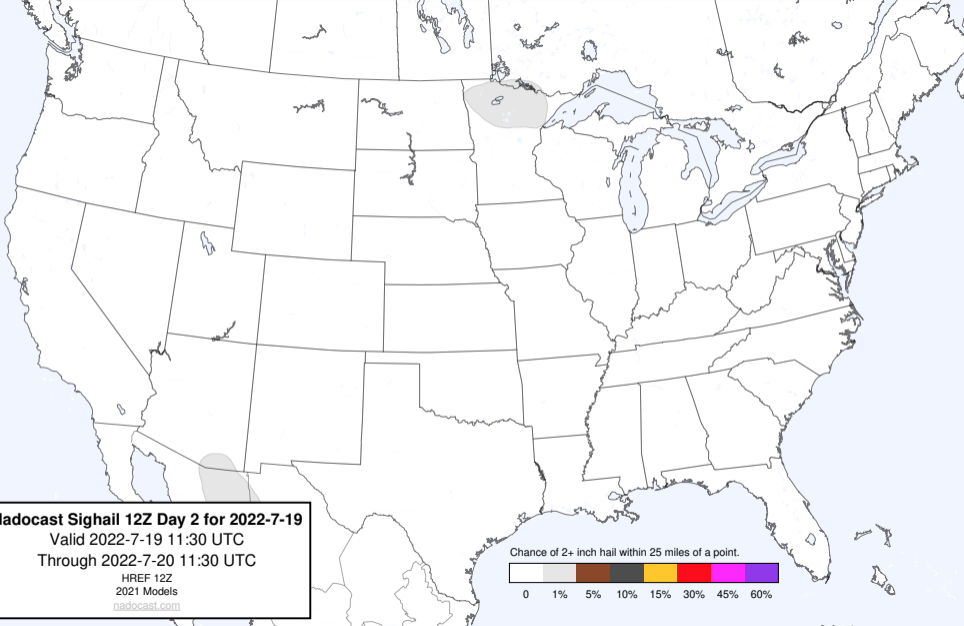 adocast Sighail 12Z Day 2 for 2022-7-19
Valid 2022-7-19 11:30 UTC
Through 2022-7-20 11:30 UTC
HREF 12Z
2021 Models
nadocast.com
Chance of 2+ inch hail within 25 miles of a point.
0 1% 5% 10% 15% 30% 45% 60%